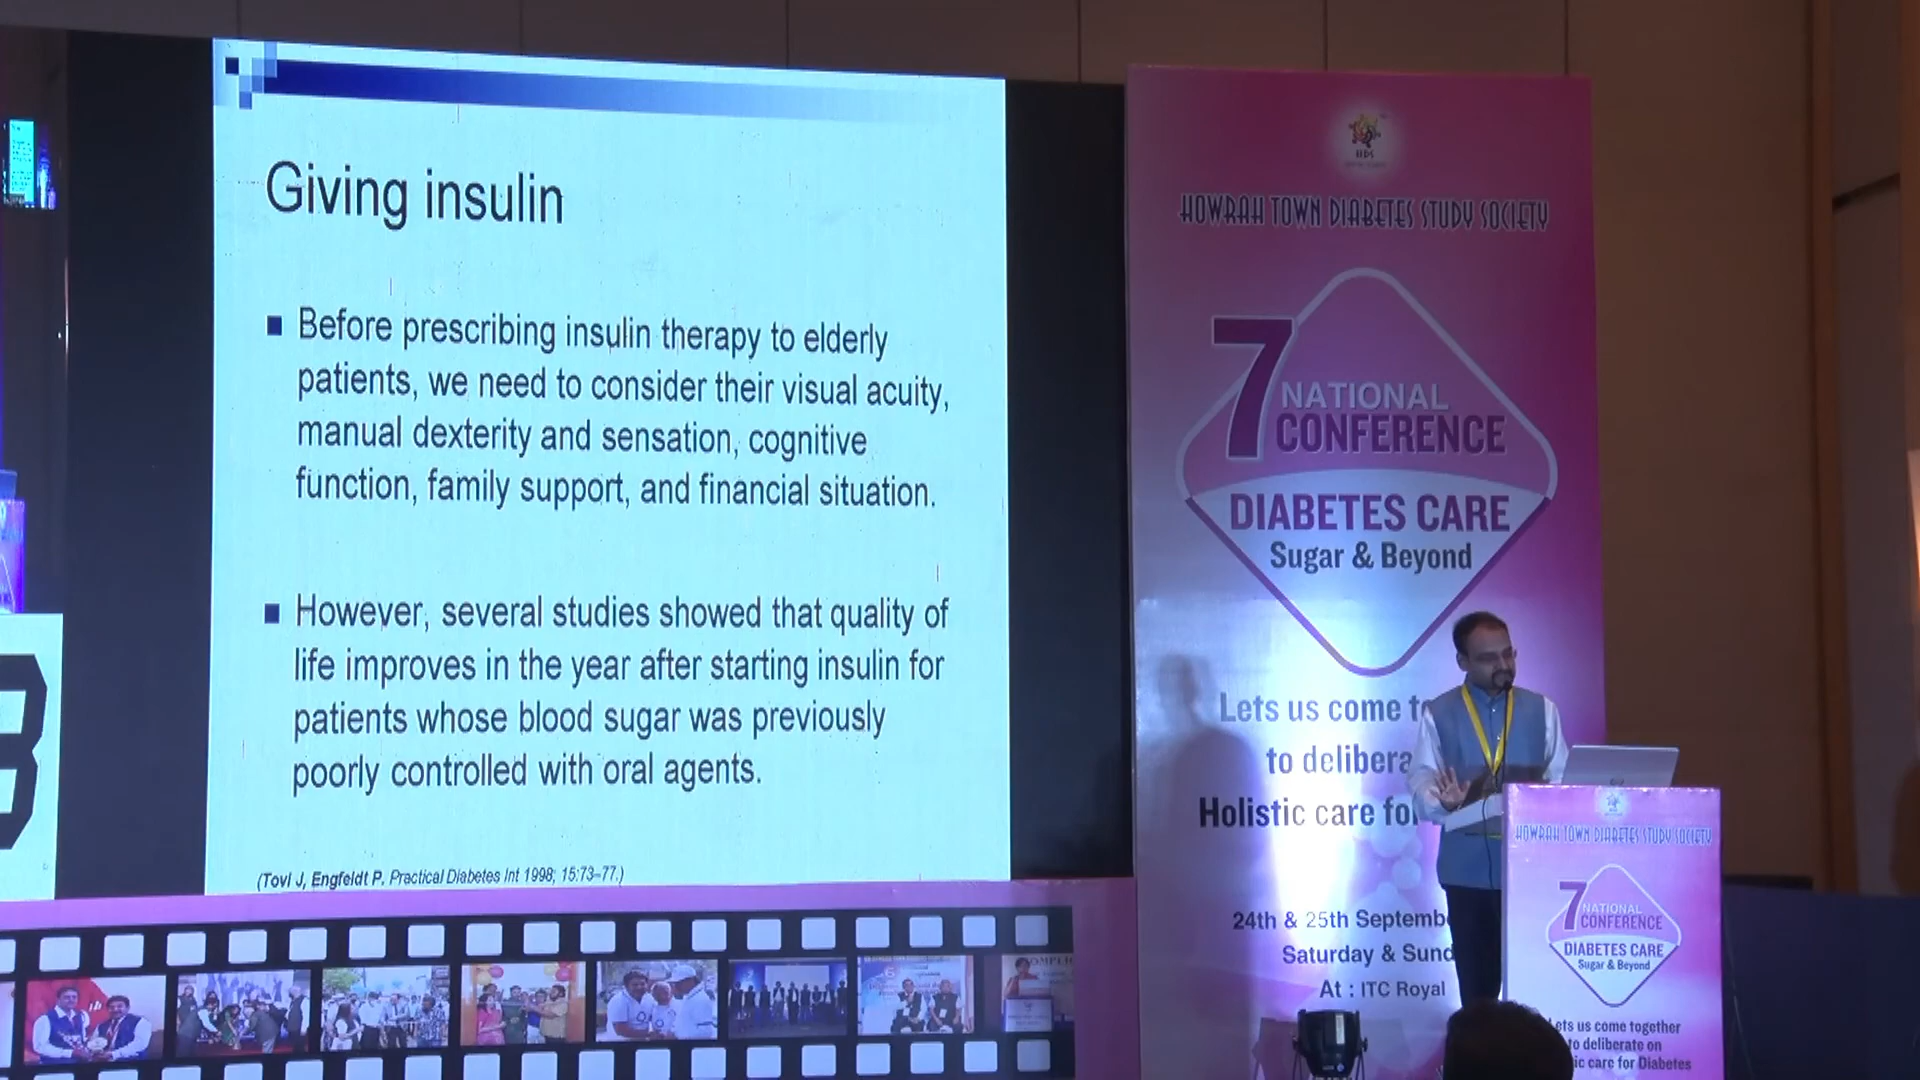 Giving insulin
Before prescribing insulin therapy to elderly
patients, we need to consider their visual acuity,
manual dexterity and sensation, cognitive
function, family support, and financial situation.
However, several studies showed that quality of
life improves in the year after starting insulin for
patients whose blood sugar was previously
poorly controlled with oral agents.
(Tovi J, Engfeldt P. Practical Diabetes Int 1998; 15:73–77.)
HOWRAH TOWN DIABETES STUDY SOCIETY
7 NATIONAL
CONFERENCE
DIABETES CARE
Sugar & Beyond
Lets us come
to
Holistic care
24th & 25th
Saturday &
At : ITC Royal
HOWRAH TOWN DIABETES STUDY SOCIETY
7 NATIONAL
CONFERENCE
DIABETES CARE
Sugar & Beyond
us come together
to deliberate on
care for Diabetes